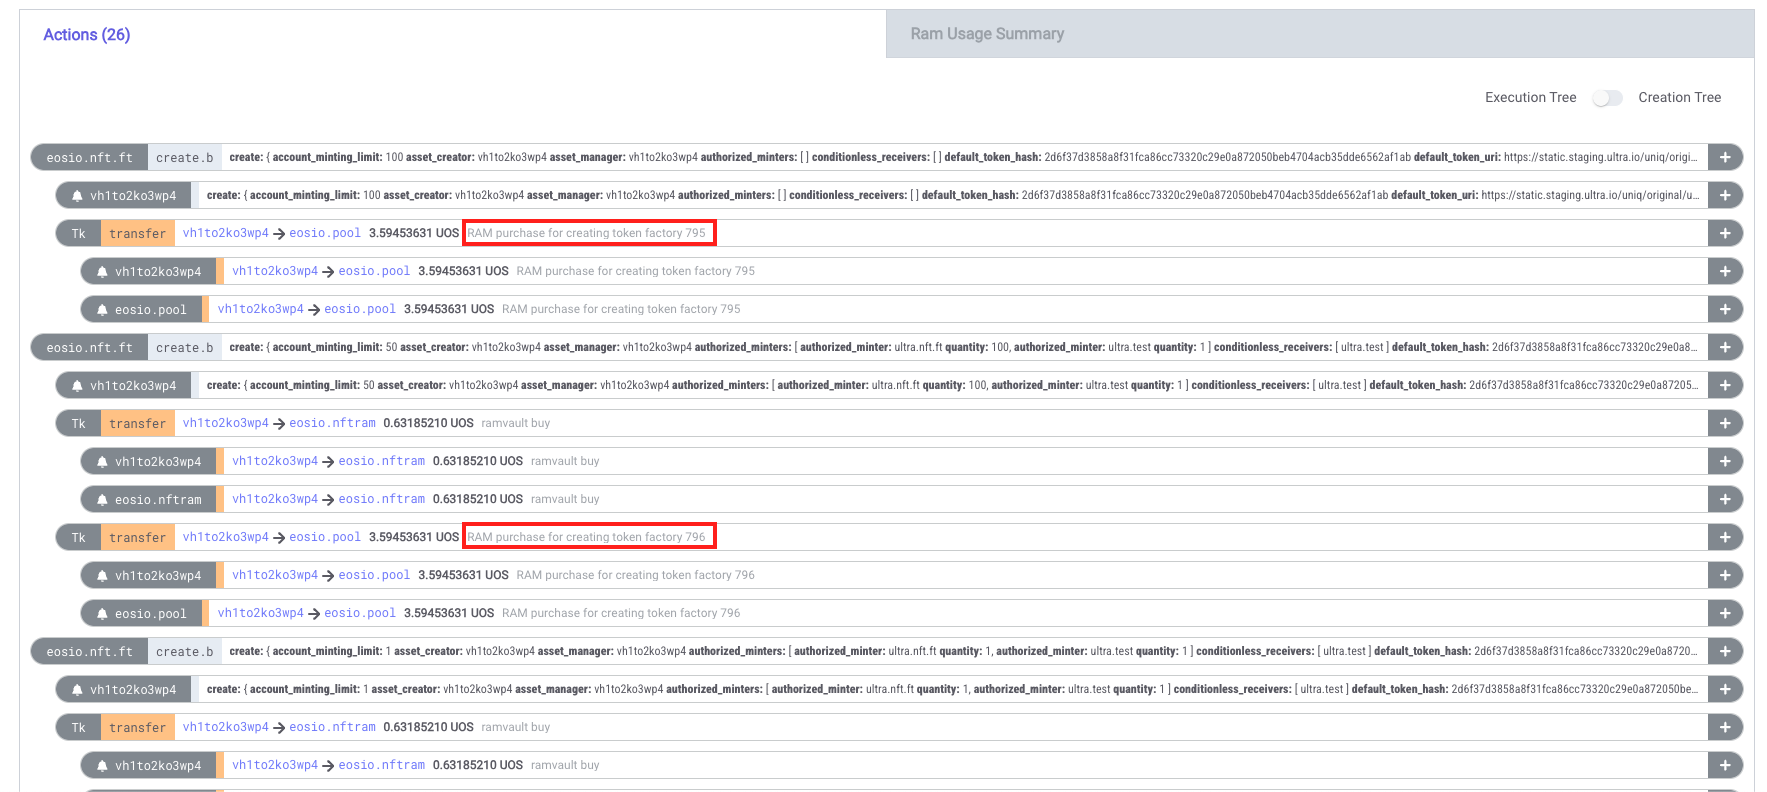 Actions (26)
Ram Usage Summary
Execution Tree Creation Tree
eosio.nft.ft create.b create: { account_minting_limit: 100 asset_creator: vh1to2ko3wp4 asset_manager: vh1to2ko3wp4 authorized_minters: [ ] conditionless_receivers: [ ] default_token_hash: 2d6f37d3858a8f31fca86cc73320c29e0a872050beb4704acb35dde6562af1ab default_token_uri: https://static.staging.ultra.io/uniq/origi... +
vh1to2ko3wp4 create: { account_minting_limit: 100 asset_creator: vh1to2ko3wp4 asset_manager: vh1to2ko3wp4 authorized_minters: [ ] conditionless_receivers: [ ] default_token_hash: 2d6f37d3858a8f31fca86cc73320c29e0a872050beb4704acb35dde6562af1ab default_token_uri: https://static.staging.ultra.io/uniq/original/u... +
Tk transfer vh1to2ko3wp4 → eosio.pool 3.59453631 UOS RAM purchase for creating token factory 795 +
vh1to2ko3wp4 vh1to2ko3wp4 → eosio.pool 3.59453631 UOS RAM purchase for creating token factory 795 +
eosio.pool vh1to2ko3wp4 → eosio.pool 3.59453631 UOS RAM purchase for creating token factory 795 +
eosio.nft.ft create.b create: { account_minting_limit: 50 asset_creator: vh1to2ko3wp4 asset_manager: vh1to2ko3wp4 authorized_minters: [ authorized_minter: ultra.nft.ft quantity: 100, authorized_minter: ultra.test quantity: 1 ] conditionless_receivers: [ ultra.test ] default_token_hash: 2d6f37d3858a8f31fca86cc73320c29e0a8... +
vh1to2ko3wp4 create: { account_minting_limit: 50 asset_creator: vh1to2ko3wp4 asset_manager: vh1to2ko3wp4 authorized_minters: [ authorized_minter: ultra.nft.ft quantity: 100, authorized_minter: ultra.test quantity: 1 ] conditionless_receivers: [ ultra.test ] default_token_hash: 2d6f37d3858a8f31fca86cc73320c29e0a87205... +
Tk transfer vh1to2ko3wp4 → eosio.nftram 0.63185210 UOS ramvault buy +
vh1to2ko3wp4 vh1to2ko3wp4 → eosio.nftram 0.63185210 UOS ramvault buy +
eosio.nftram vh1to2ko3wp4 → eosio.nftram 0.63185210 UOS ramvault buy +
Tk transfer vh1to2ko3wp4 → eosio.pool 3.59453631 UOS RAM purchase for creating token factory 796 +
vh1to2ko3wp4 vh1to2ko3wp4 → eosio.pool 3.59453631 UOS RAM purchase for creating token factory 796 +
eosio.pool vh1to2ko3wp4 → eosio.pool 3.59453631 UOS RAM purchase for creating token factory 796 +
eosio.nft.ft create.b create: { account_minting_limit: 1 asset_creator: vh1to2ko3wp4 asset_manager: vh1to2ko3wp4 authorized_minters: [ authorized_minter: ultra.nft.ft quantity: 1, authorized_minter: ultra.test quantity: 1 ] conditionless_receivers: [ ultra.test ] default_token_hash: 2d6f37d3858a8f31fca86cc73320c29e0a8720... +
vh1to2ko3wp4 create: { account_minting_limit: 1 asset_creator: vh1to2ko3wp4 asset_manager: vh1to2ko3wp4 authorized_minters: [ authorized_minter: ultra.nft.ft quantity: 1, authorized_minter: ultra.test quantity: 1 ] conditionless_receivers: [ ultra.test ] default_token_hash: 2d6f37d3858a8f31fca86cc73320c29e0a872050be... +
Tk transfer vh1to2ko3wp4 → eosio.nftram 0.63185210 UOS ramvault buy +
vh1to2ko3wp4 vh1to2ko3wp4 → eosio.nftram 0.63185210 UOS ramvault buy +